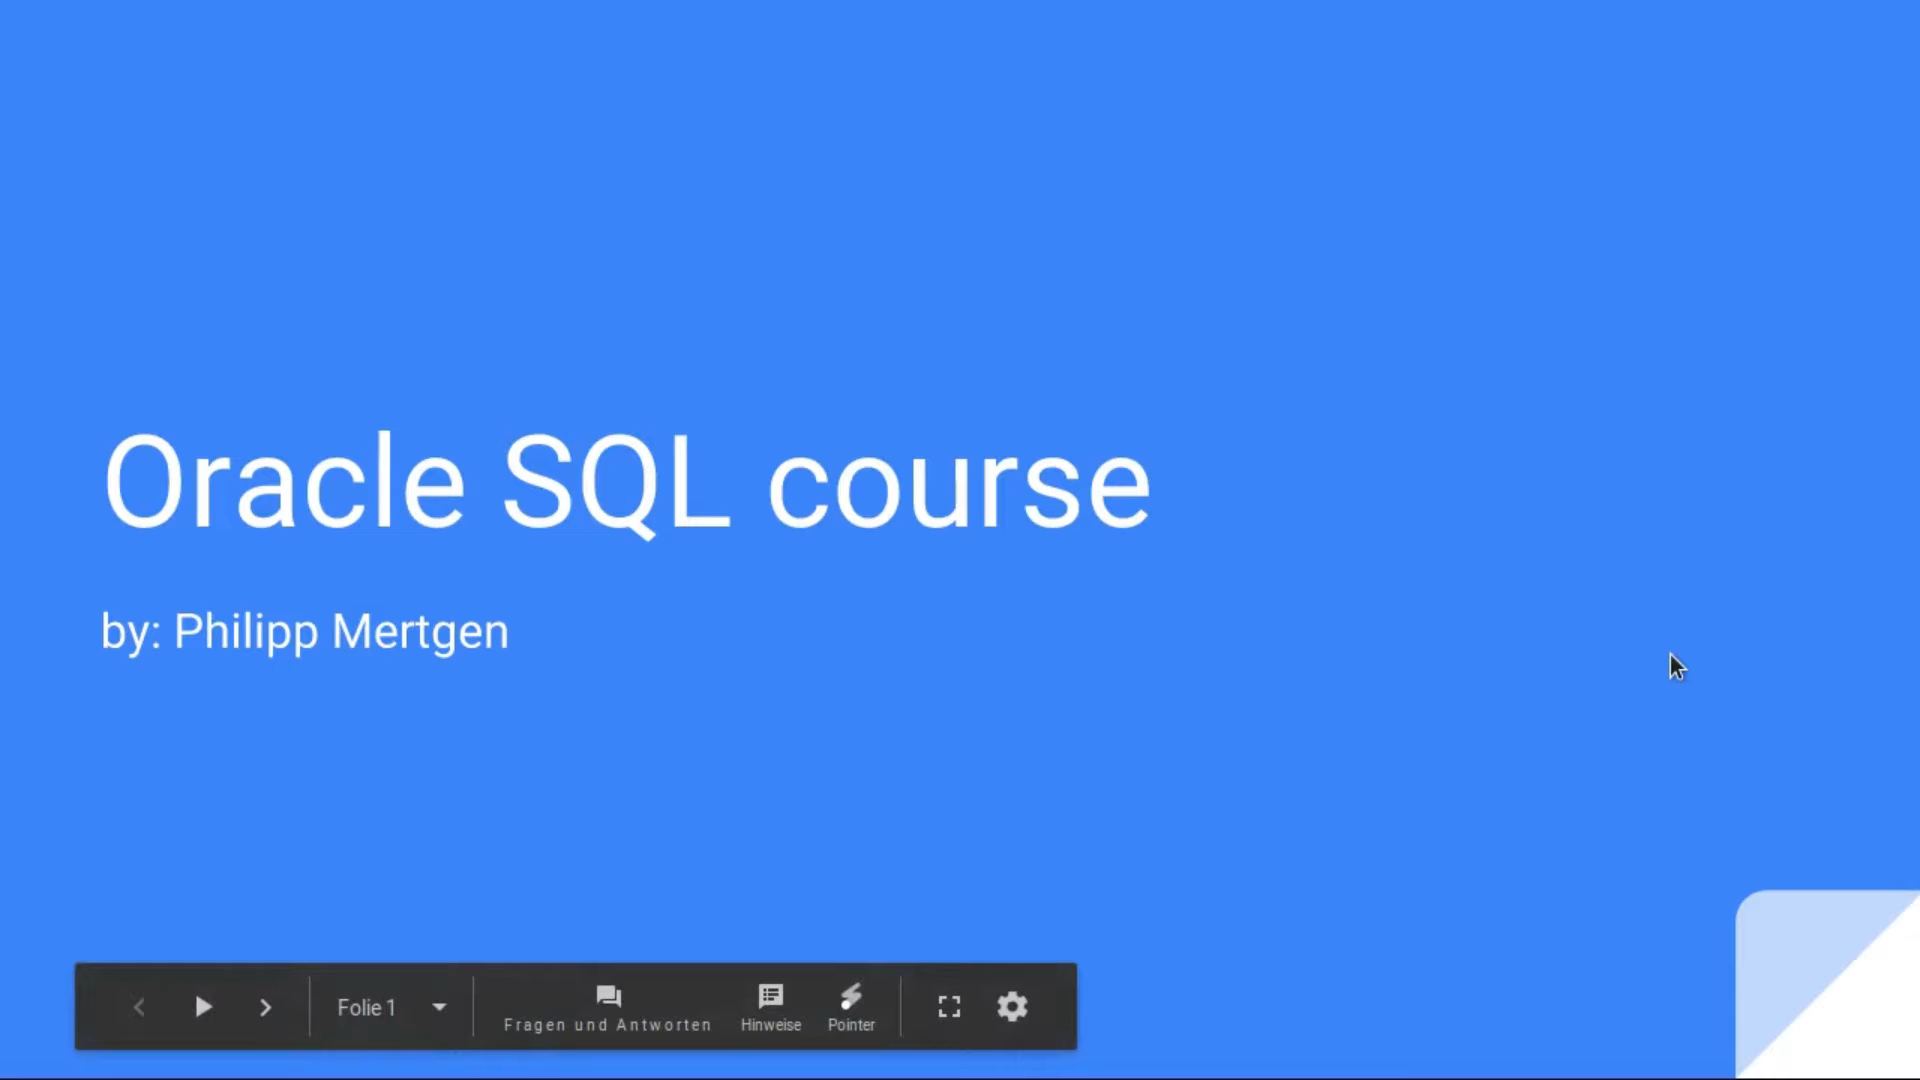 Oracle SQL course
by: Philipp Mertgen
Folie 1
Fragen und Antworten
Hinweise
Pointer